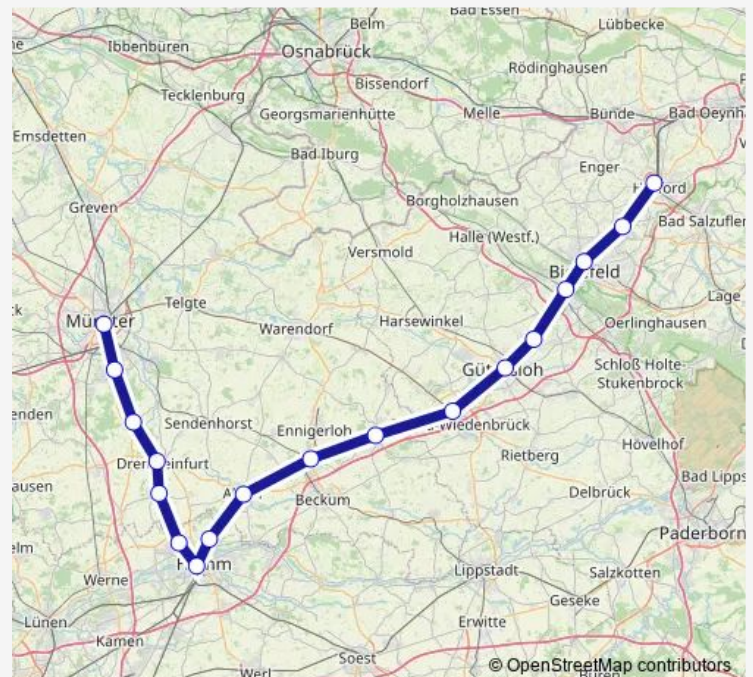 Bad Essen
Belm
Lübbecke
Ibbenbüren
Osnabrück
Rödinghausen
Bissendorf
Tecklenburg
Georgsmarienhütte
Melle
Bünde
Bad Oeynh
Emsdetten
Bad Iburg
Enger
Borgholzhausen
Greven
Bad Salzuflen
Halle (Westf.)
Versmold
Telgte
Lage
Warendorf
Harsewinkel
Oerlinghausen
Schloß Holte-
Stukenbrock
Sendenhorst
Ennigerloh
-Wiedenbrück
Rietberg
Hövelhof
Bad Lipps
Beckum
Delbrück
Paderborn
Werne
Lippstadt
Salzkotten
Geseke
Lünen
Erwitte
Kamen
Soest
Werl
© OpenStreetMap contributors
Büren